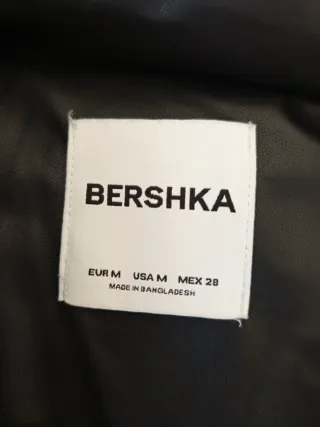 BERSHKA
EUR M USA M MEX 28
MADE IN BANGLADESH